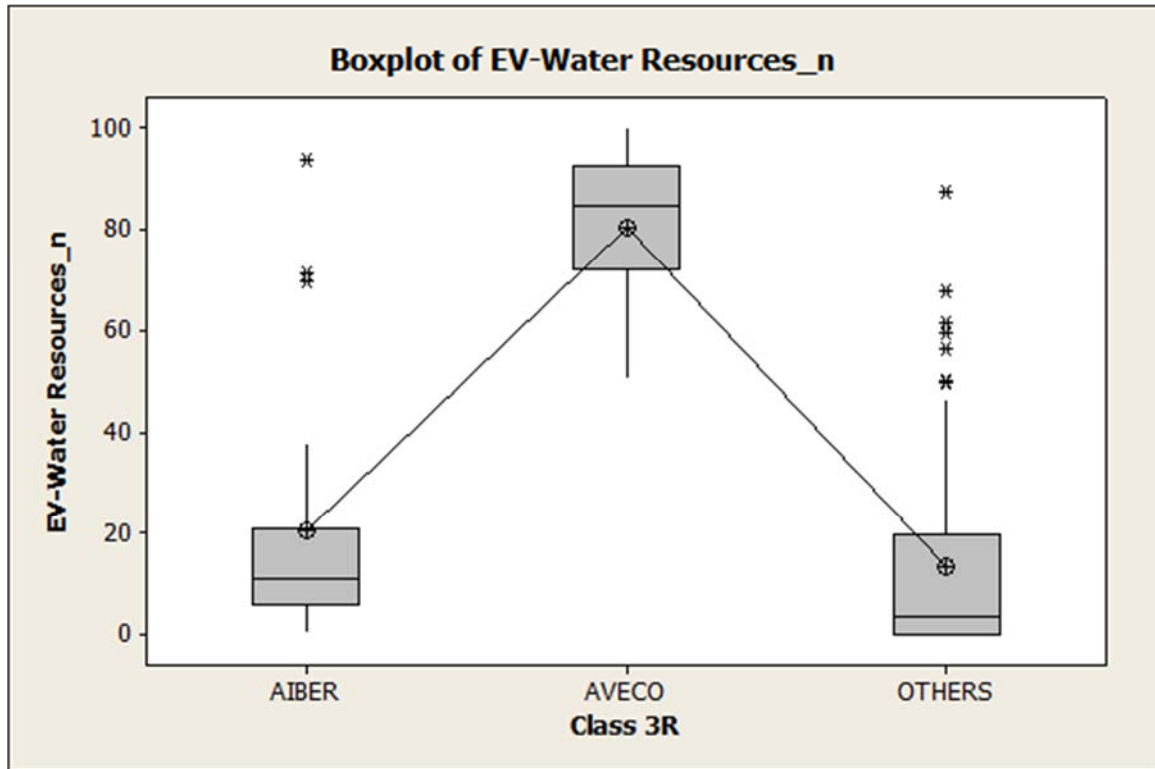 Boxplot of EV-Water Resources_n
100
80
60
40
20
0
EV-Water Resources_n
AIBER AVECO OTHERS
Class 3R